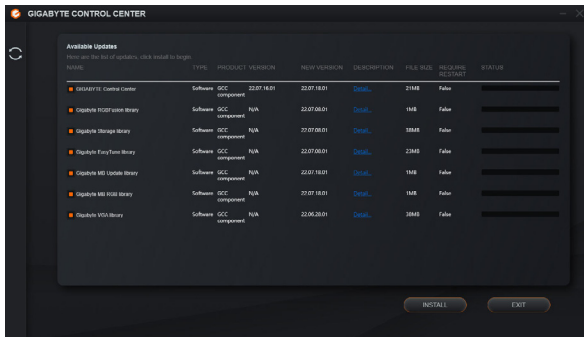 GIGABYTE CONTROL CENTER
Available Updates
Here are the list of updates, click install to begin
NAME TYPE PRODUCT VERSION NEW VERSION DESCRIPTION FILE SIZE REQUIRE RESTART STATUS
GIGABYTE Control Center Software GCC component 22.07.16.01 22.07.18.01 Detail... 21MB False
Gigabyte RGBFusion library Software GCC component N/A 22.07.08.01 Detail... 1MB False
Gigabyte Storage library Software GCC component N/A 22.07.08.01 Detail... 38MB False
Gigabyte EasyTune library Software GCC component N/A 22.07.08.01 Detail... 23MB False
Gigabyte MB Update library Software GCC component N/A 22.07.18.01 Detail... 1MB False
Gigabyte MB RGB library Software GCC component N/A 22.07.18.01 Detail... 1MB False
Gigabyte VGA library Software GCC component N/A 22.06.28.01 Detail... 38MB False
INSTALL EXIT